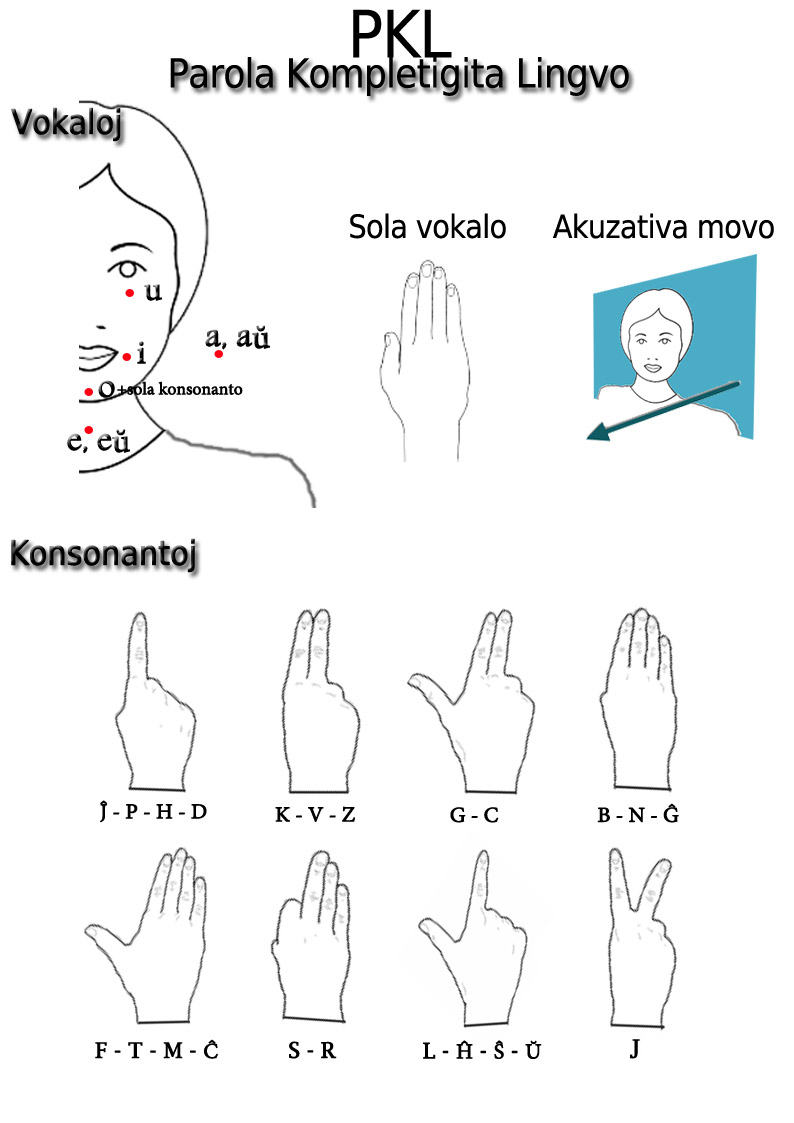 PKL
Parola Kompletigita Lingvo
Vokaloj
Sola vokalo
Akuzativa movo
u
a, aŭ
i
o+sola konsonanto
e, eŭ
Konsonantoj
Ĵ - P - H - D
K - V - Z
G - C
B - N - Ĝ
F - T - M - Ĉ
S - R
L - Ĥ - Ŝ - Ŭ
J